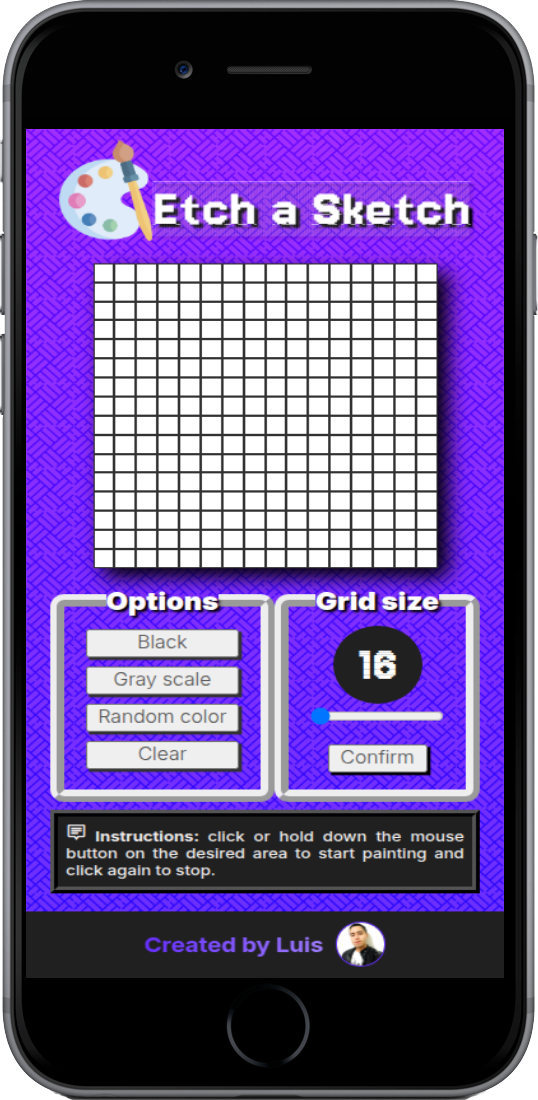 Etch a Sketch
Options
Black
Gray scale
Random color
Clear
Grid size
16
Confirm
Instructions: click or hold down the mouse
button on the desired area to start painting and
click again to stop.
Created by Luis